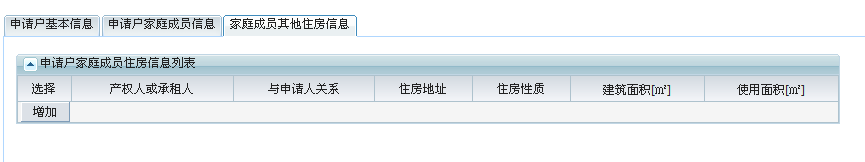 申请户基本信息 申请户家庭成员信息 家庭成员其他住房信息
申请户家庭成员住房信息列表
选择 产权人或承租人 与申请人关系 住房地址 住房性质 建筑面积[㎡] 使用面积[㎡]
增加